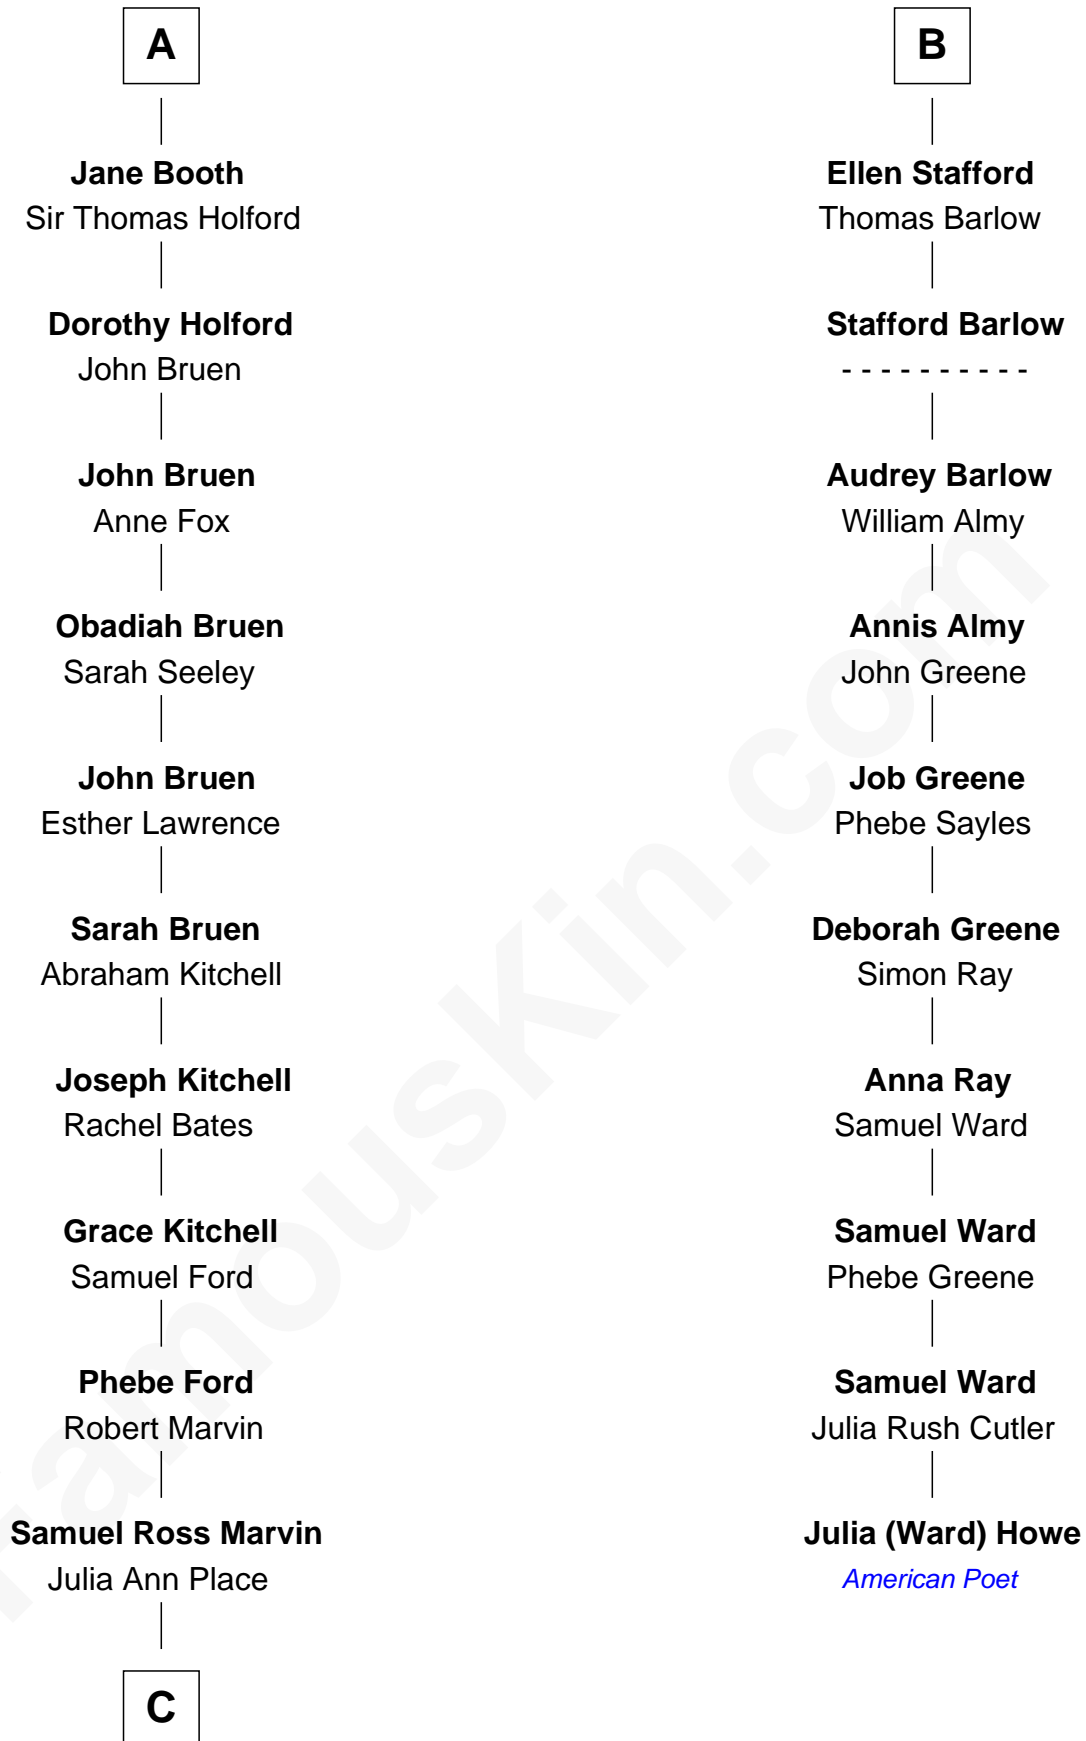 A
Jane Booth
Sir Thomas Holford
Dorothy Holford
John Bruen
John Bruen
Anne Fox
Obadiah Bruen
Sarah Seeley
John Bruen
Esther Lawrence
Sarah Bruen
Abraham Kitchell
Joseph Kitchell
Rachel Bates
Grace Kitchell
Samuel Ford
Phebe Ford
Robert Marvin
Samuel Ross Marvin
Julia Ann Place
C
B
Ellen Stafford
Thomas Barlow
Stafford Barlow
- - - - - - - - - -
Audrey Barlow
William Almy
Annis Almy
John Greene
Job Greene
Phebe Sayles
Deborah Greene
Simon Ray
Anna Ray
Samuel Ward
Samuel Ward
Phebe Greene
Samuel Ward
Julia Rush Cutler
Julia (Ward) Howe
American Poet
FamousKin.com